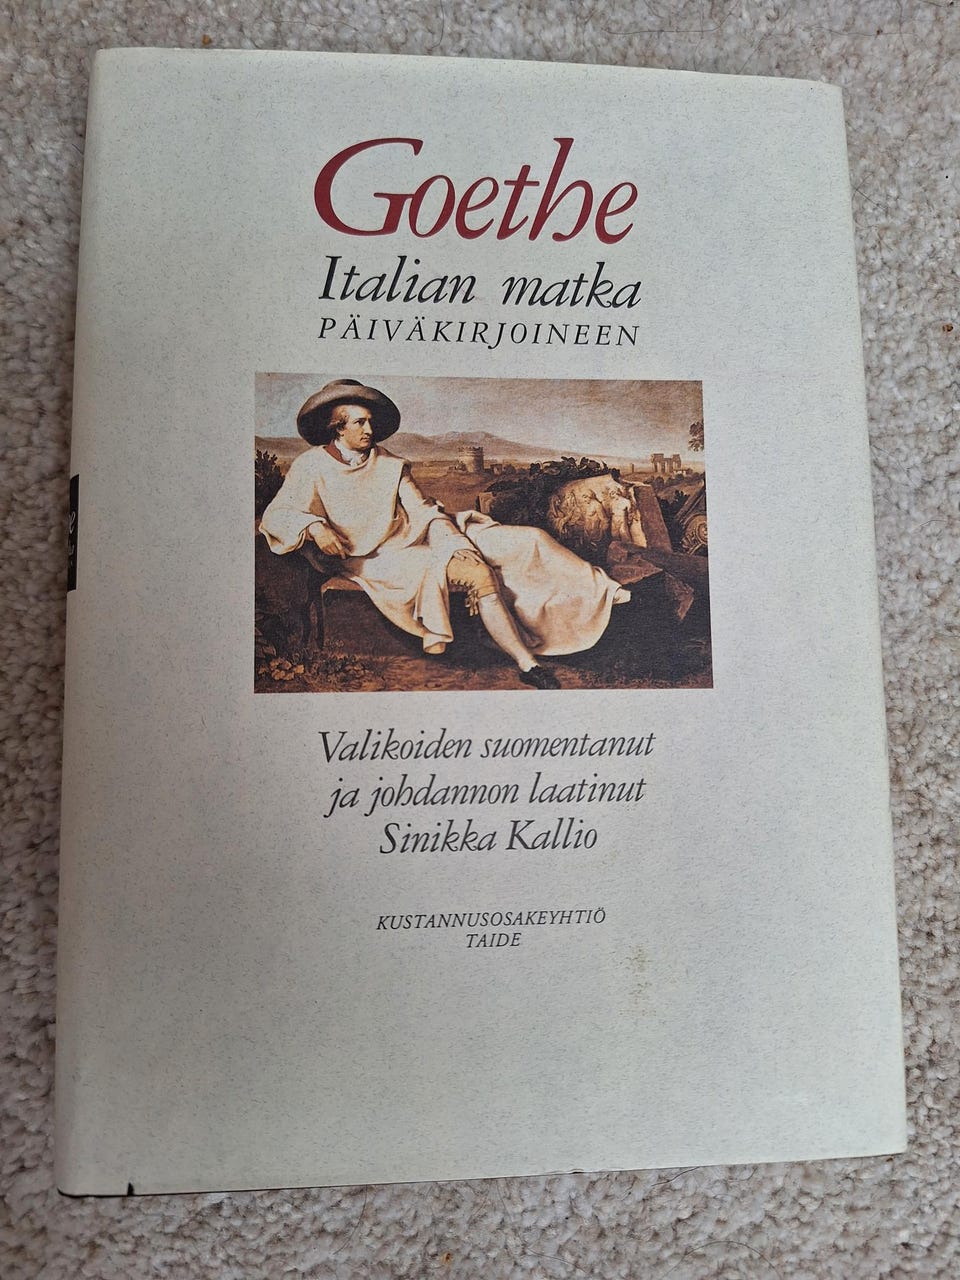 Goethe
Italian matka
PÄIVÄKIRJOINEEN
Valikoiden suomentanut
ja johdannon laatinut
Sinikka Kallio
KUSTANNUSOSAKEYHTIÖ
TAIDE